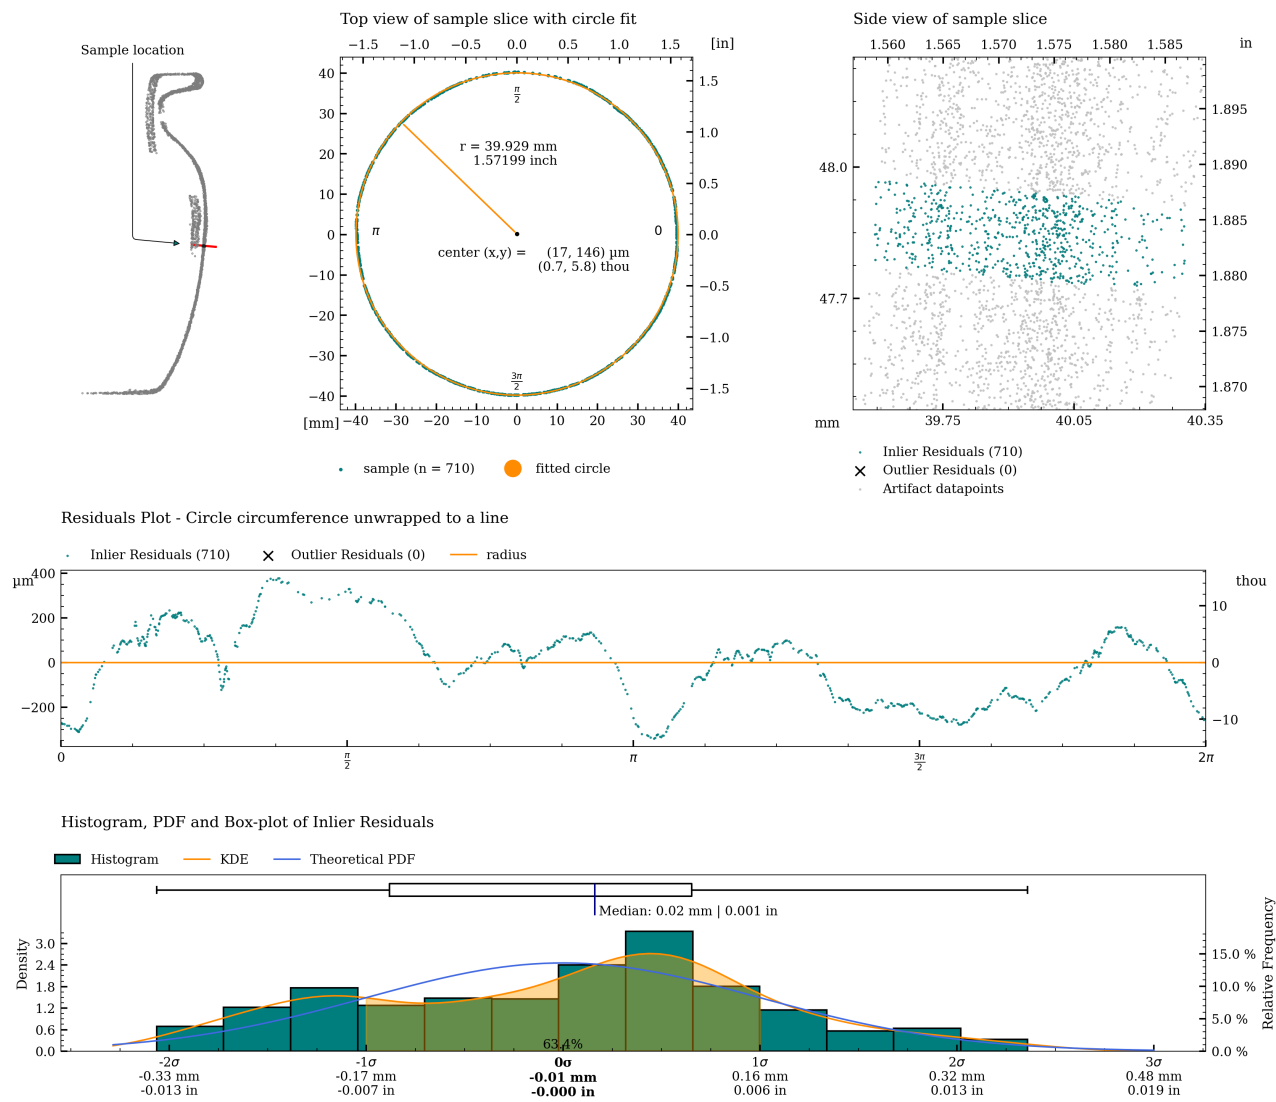 Sample location
Top view of sample slice with circle fit
−1.5 −1.0 −0.5 0.0 0.5 1.0 1.5 [in]
40
30
20
10
0
−10
−20
−30
−40
1.5
1.0
0.5
0.0
−0.5
−1.0
−1.5
π/2
r = 39.929 mm
1.57199 inch
π 0
center (x,y) = (17, 146) µm
(0.7, 5.8) thou
3π/2
[mm] −40 −30 −20 −10 0 10 20 30 40
sample (n = 710) fitted circle
Side view of sample slice
1.560 1.565 1.570 1.575 1.580 1.585 in
48.0
47.7
1.895
1.890
1.885
1.880
1.875
1.870
mm 39.75 40.05 40.35
Inlier Residuals (710)
Outlier Residuals (0)
Artifact datapoints
Residuals Plot - Circle circumference unwrapped to a line
Inlier Residuals (710) Outlier Residuals (0) radius
µm 400 thou
200
0
−200
10
0
−10
0 π/2 π 3π/2 2π
Histogram, PDF and Box-plot of Inlier Residuals
Histogram KDE Theoretical PDF
Median: 0.02 mm | 0.001 in
Density
3.0
2.4
1.8
1.2
0.6
0.0
Relative Frequency
15.0 %
10.0 %
5.0 %
0.0 %
63.4%
-2σ -1σ 0σ 1σ 2σ 3σ
-0.33 mm -0.17 mm -0.01 mm 0.16 mm 0.32 mm 0.48 mm
-0.013 in -0.007 in -0.000 in 0.006 in 0.013 in 0.019 in